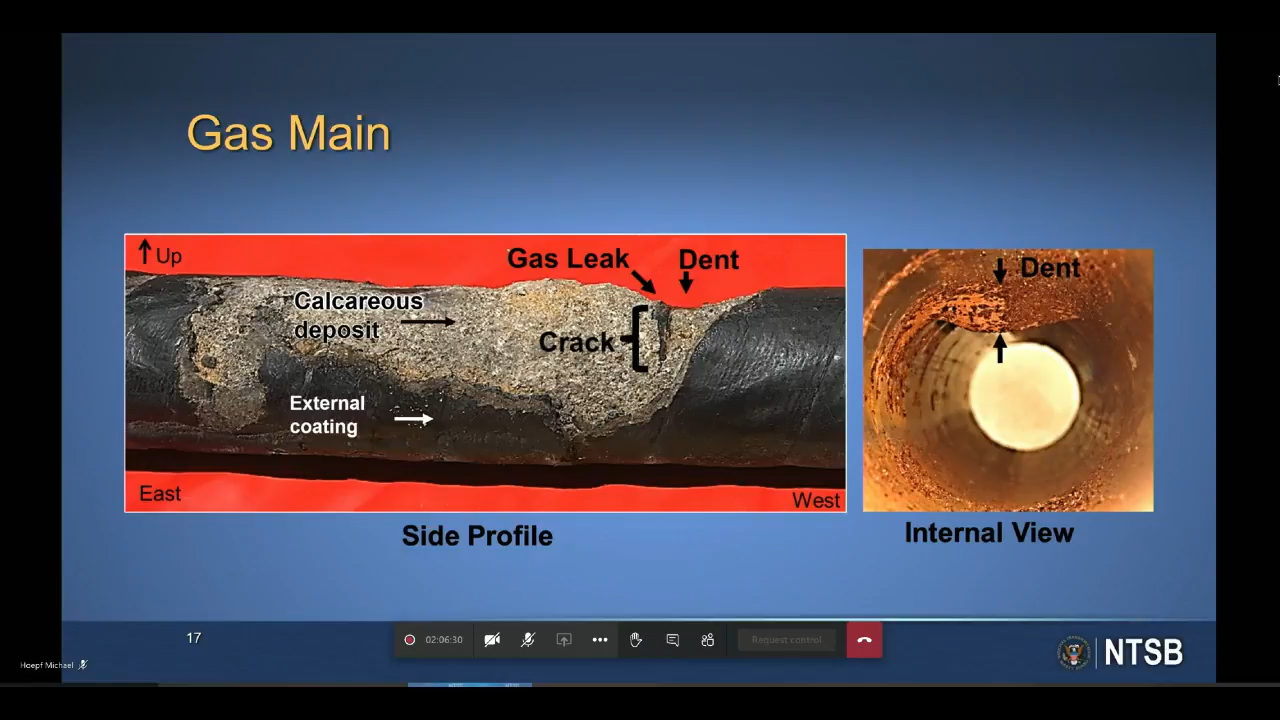 Gas Main
Up
Gas Leak
Dent
Calcareous
deposit
Crack
External
coating
East
West
Side Profile
Dent
Internal View
17
02:06:30
Request control
NTSB
Hoepf Michael